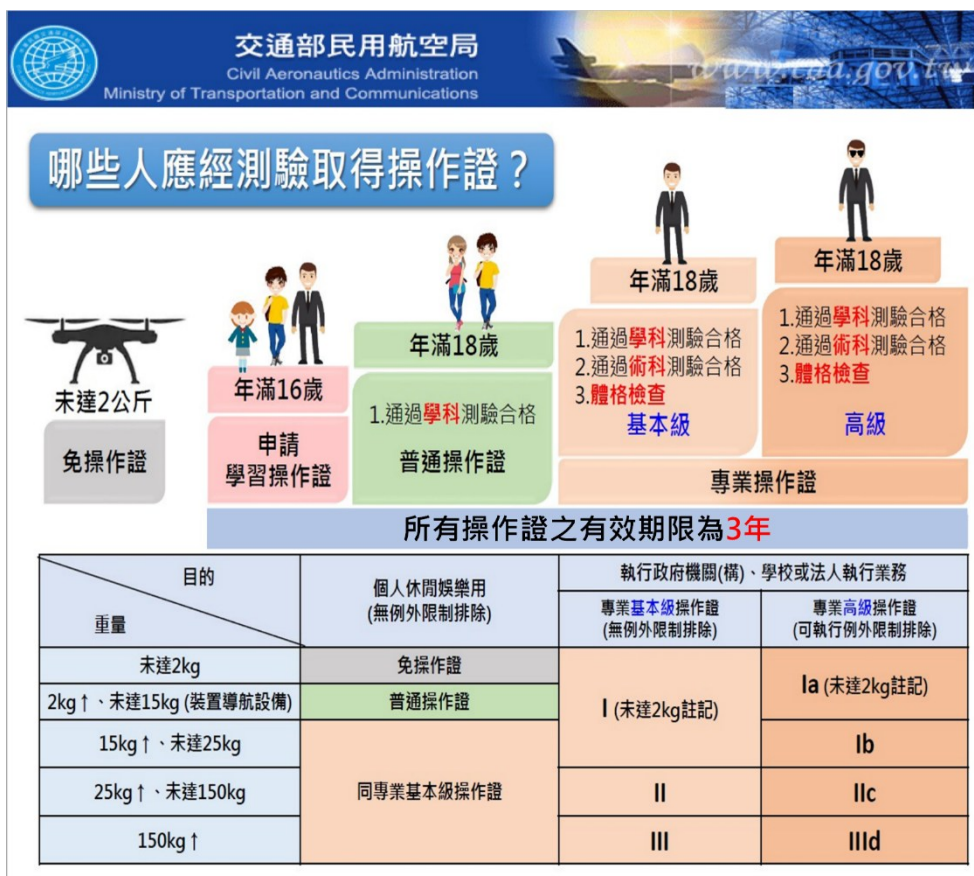 交通部民用航空局
Civil Aeronautics Administration
Ministry of Transportation and Communications
www.caa.gov.tw
哪些人應經測驗取得操作證？
未達2公斤
免操作證
年滿16歲
申請
學習操作證
年滿18歲
1.通過學科測驗合格
普通操作證
年滿18歲
1.通過學科測驗合格
2.通過術科測驗合格
3.體格檢查
基本級
年滿18歲
1.通過學科測驗合格
2.通過術科測驗合格
3.體格檢查
高級
專業操作證
所有操作證之有效期限為3年
目的
重量
個人休閒娛樂用
(無例外限制排除)
執行政府機關(構)、學校或法人執行業務
專業基本級操作證
(無例外限制排除)
專業高級操作證
(可執行例外限制排除)
未達2kg
免操作證
I (未達2kg註記)
Ia (未達2kg註記)
2kg↑、未達15kg (裝置導航設備)
普通操作證
15kg↑、未達25kg
同專業基本級操作證
Ib
25kg↑、未達150kg
II
IIc
150kg↑
III
IIId